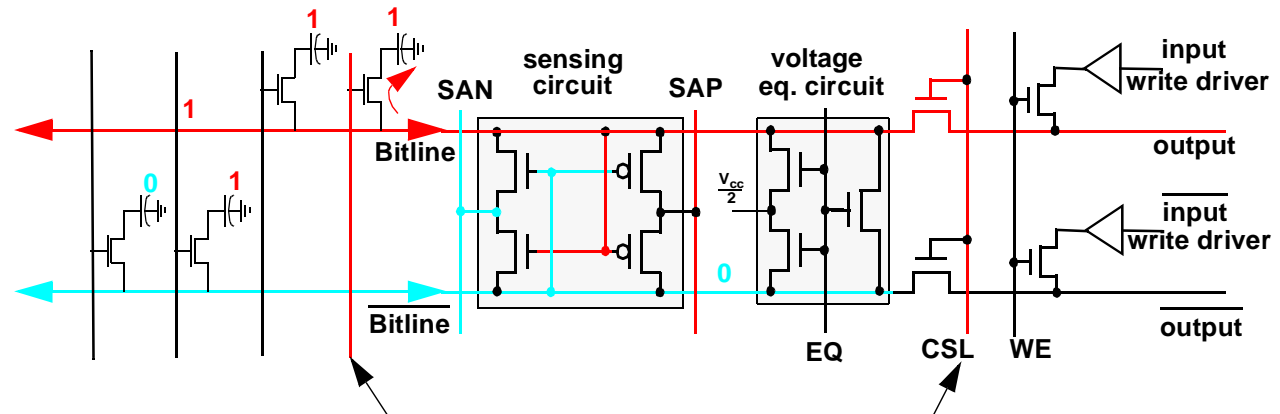 1
1
sensing
circuit
voltage
eq. circuit
input
write driver
SAN
SAP
1
Bitline
output
0
1
Vcc
2
input
write driver
0
Bitline
output
EQ
CSL
WE